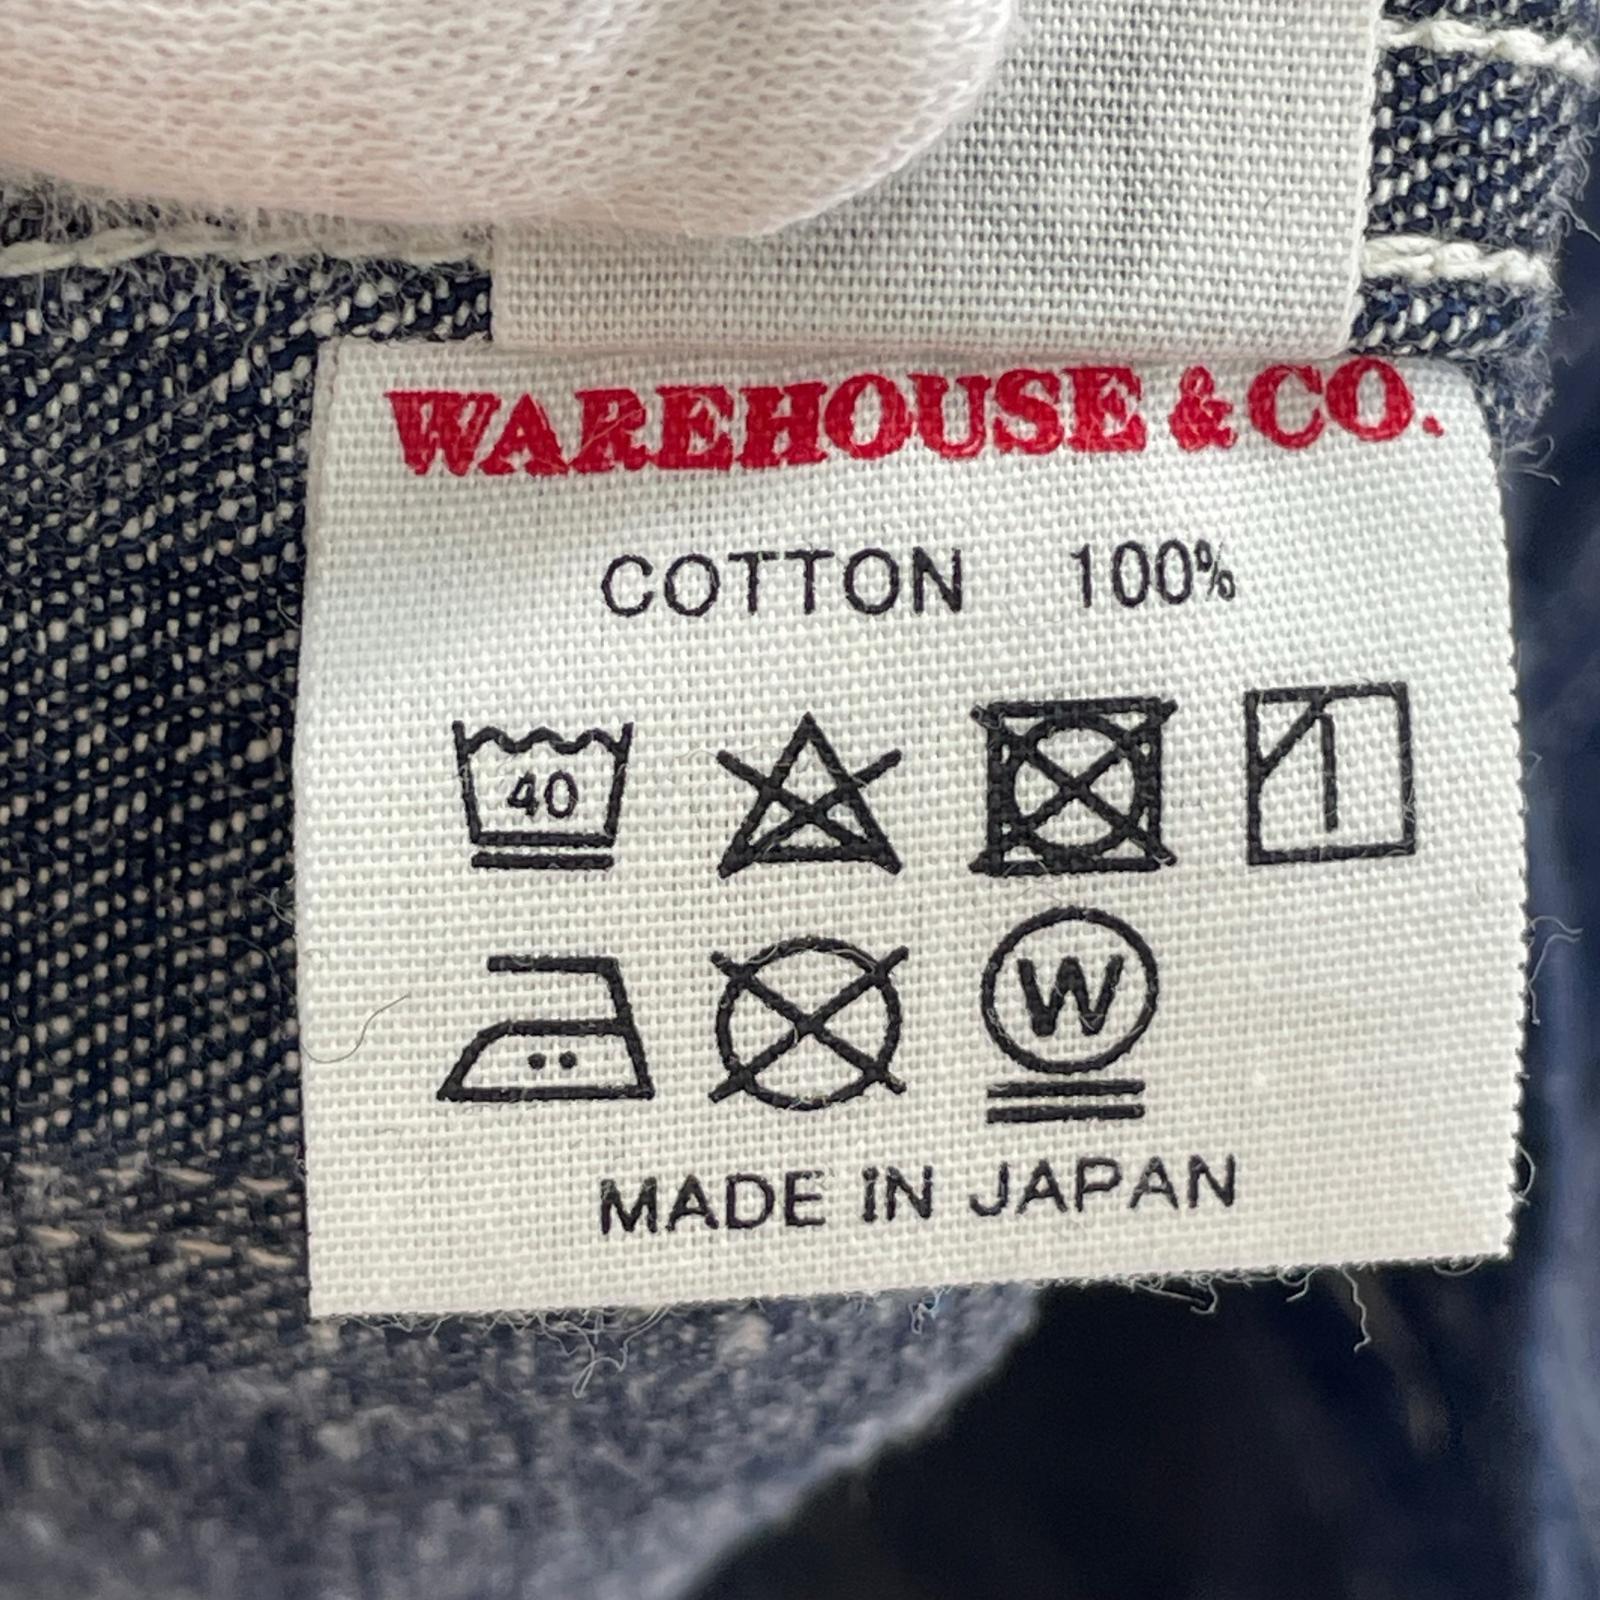 WAREHOUSE & CO.
COTTON 100%
40
W
MADE IN JAPAN